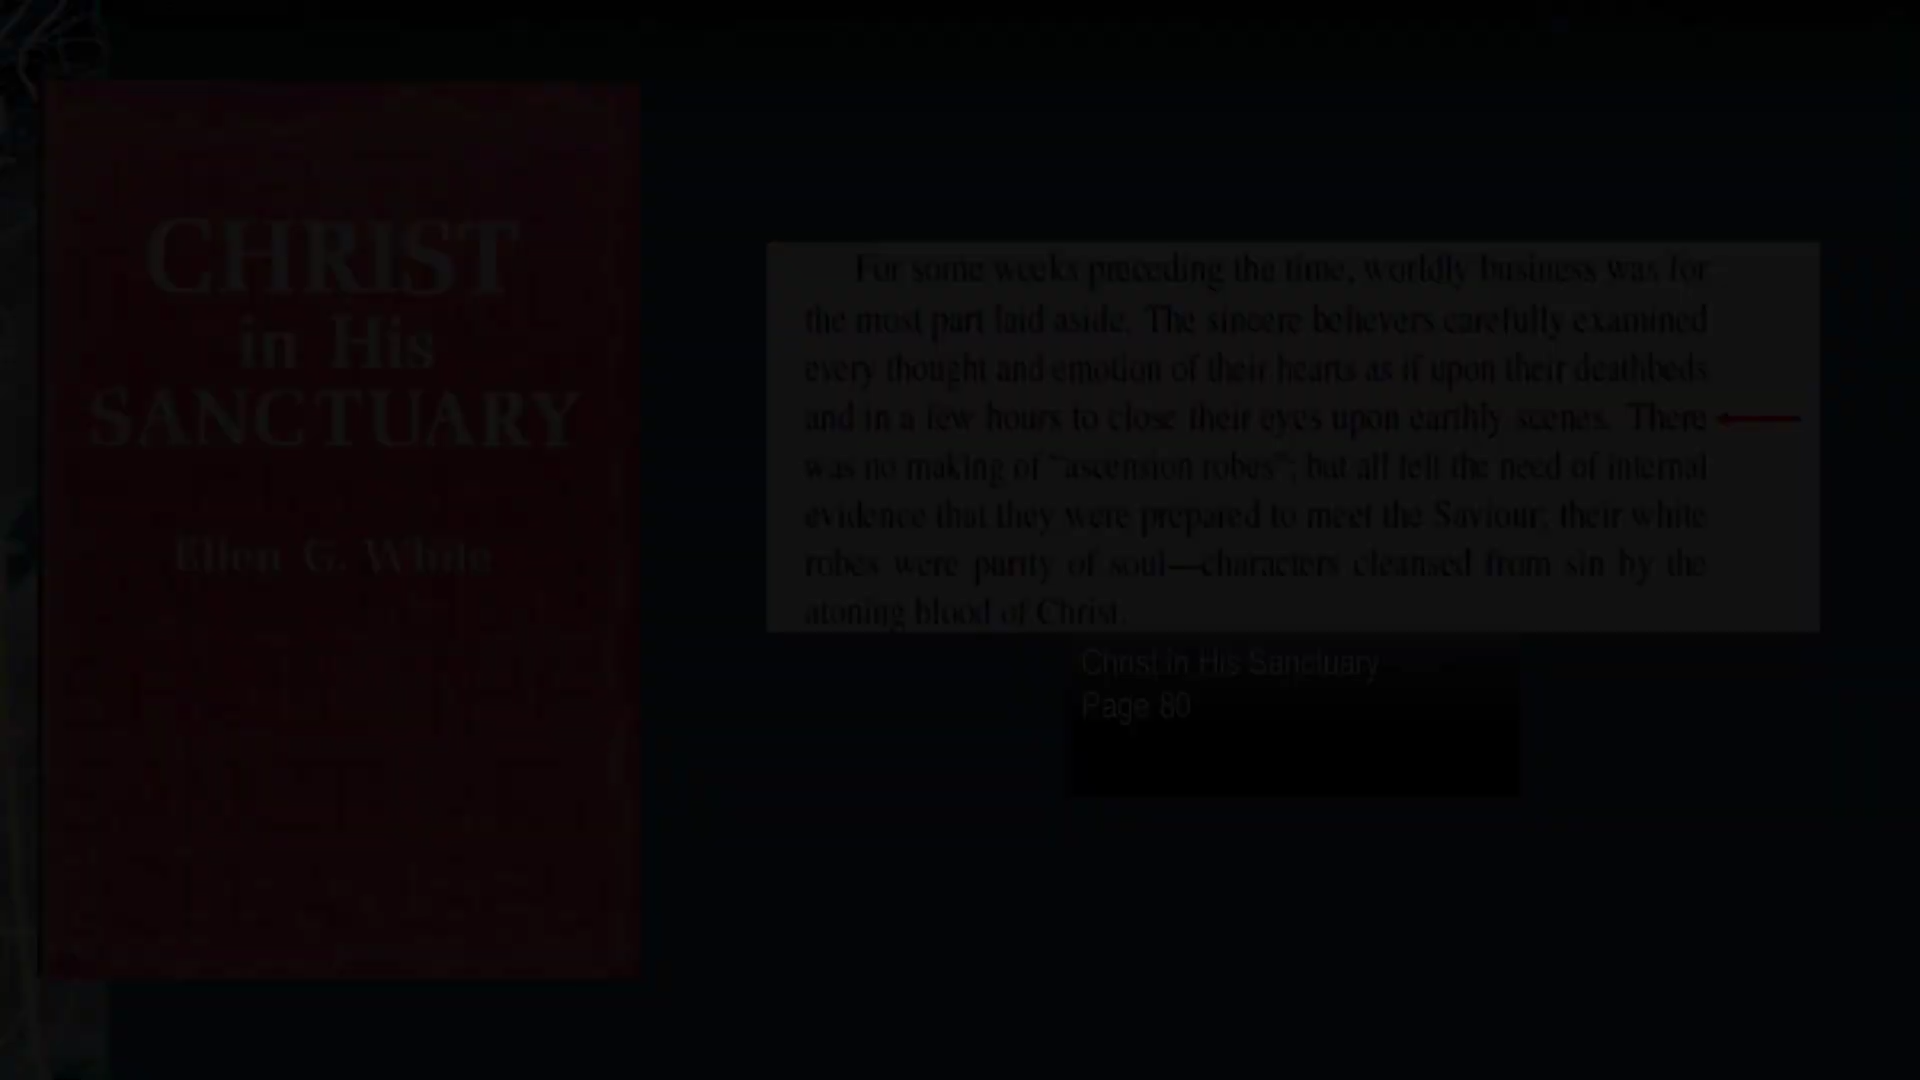 CHRIST
in His
SANCTUARY
Ellen G. White
For some weeks preceding the time, worldly business was for
the most part laid aside. The sincere believers carefully examined
every thought and emotion of their hearts as if upon their deathbeds
and in a few hours to close their eyes upon earthly scenes. There
was no making of “ascension robes”; but all felt the need of internal
evidence that they were prepared to meet the Saviour; their white
robes were purity of soul—characters cleansed from sin by the
atoning blood of Christ.
Christ in His Sanctuary
Page 80